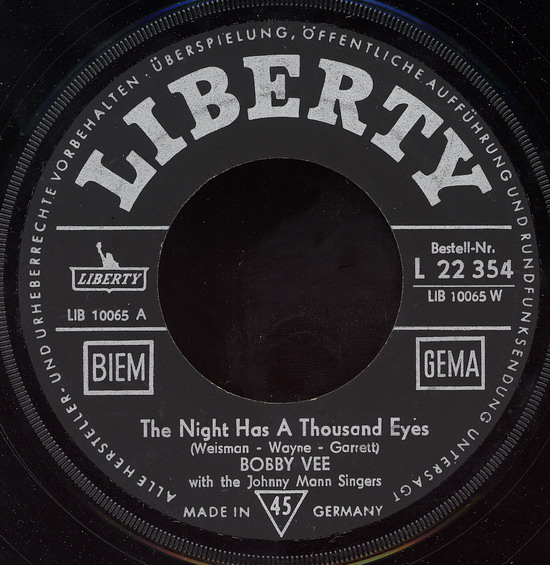 ALLE HERSTELLER- UND URHEBERRECHTE VORBEHALTEN · ÜBERSPIELUNG, ÖFFENTLICHE AUFFÜHRUNG UND RUNDFUNKSENDUNG UNTERSAGT
LIBERTY
LIBERTY
LIB 10065 A
Bestell-Nr.
L 22 354
LIB 10065 W
BIEM
GEMA
The Night Has A Thousand Eyes
(Weisman - Wayne - Garrett)
BOBBY VEE
with the Johnny Mann Singers
MADE IN 45 GERMANY